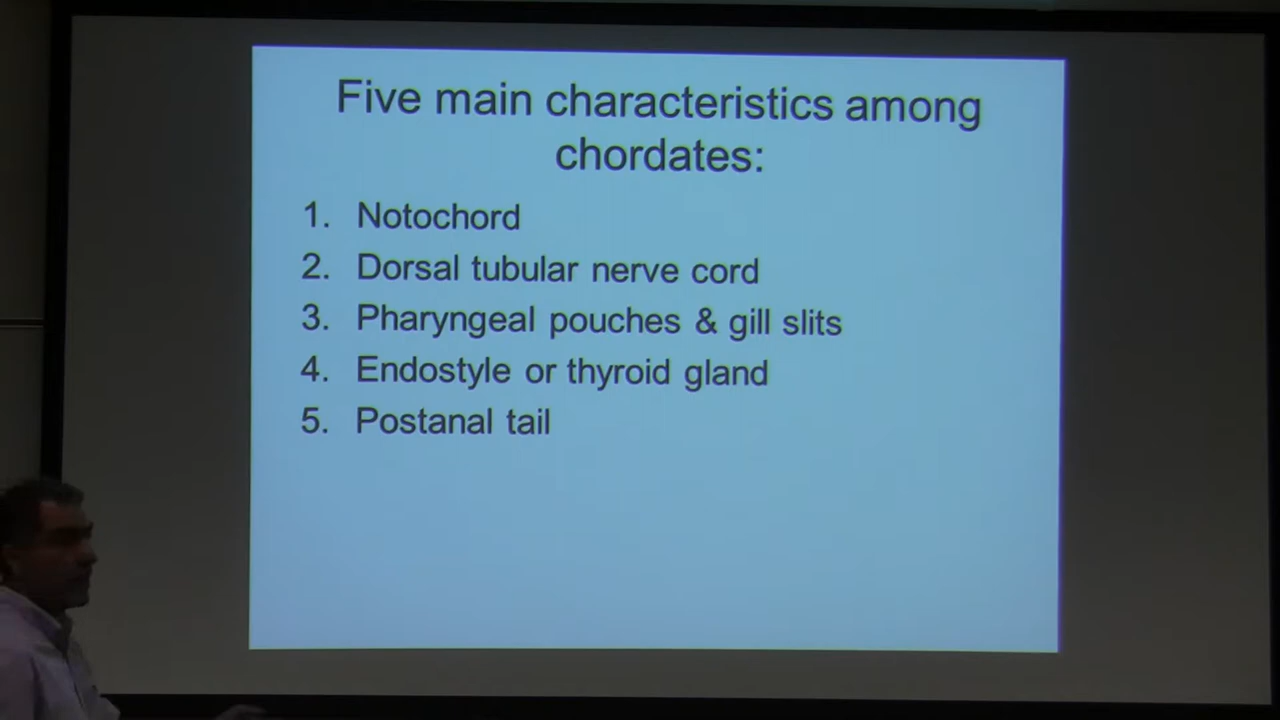 Five main characteristics among
chordates:
1. Notochord
2. Dorsal tubular nerve cord
3. Pharyngeal pouches & gill slits
4. Endostyle or thyroid gland
5. Postanal tail